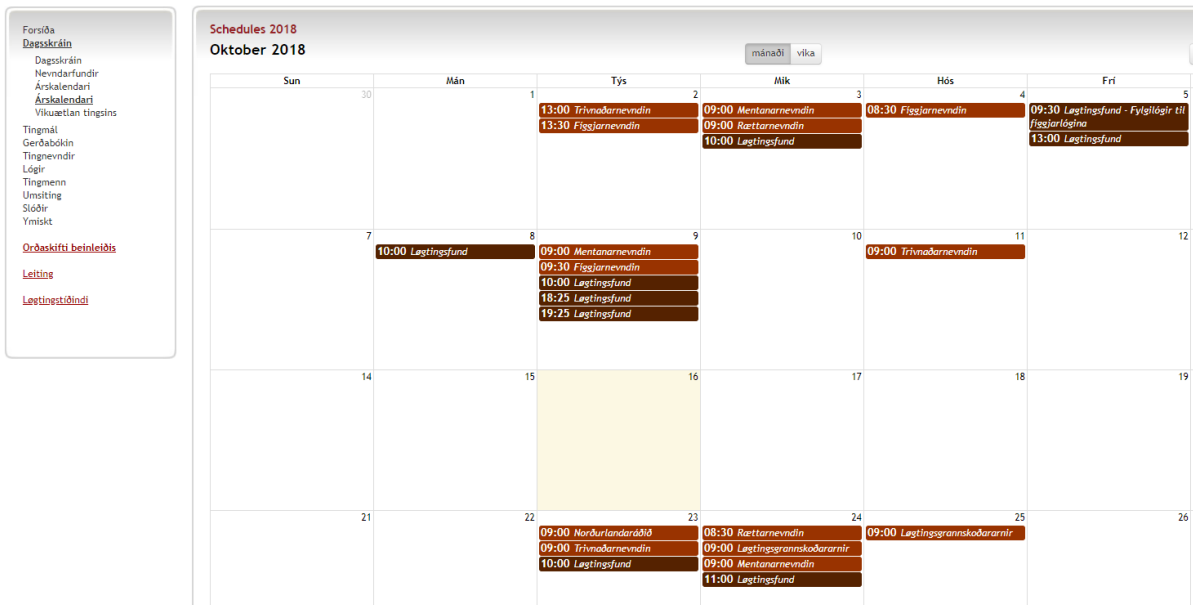 Forsíða
Dagsskráin
Dagsskráin
Nevndarfundir
Árskalendari
Árskalendari
Vikuætlan tingsins
Tingmál
Gerðabókin
Tingnevndir
Lógir
Tingmenn
Umsiting
Slóðir
Ymiskt
Orðaskifti beinleiðis
Leiting
Løgtingstíðindi
Schedules 2018
Oktober 2018
mánaði vika
Sun Mán Týs Mik Hós Frí
30 1 2 3 4 5
13:00 Trivnaðarnevndin 09:00 Mentanarnevndin 08:30 Figgjarnevndin 09:30 Løgtingsfund - Fylgilógir til
13:30 Figgjarnevndin 09:00 Rættarnevndin figgjarlógina
10:00 Løgtingsfund 13:00 Løgtingsfund
7 8 9 10 11 12
10:00 Løgtingsfund 09:00 Mentanarnevndin 09:00 Trivnaðarnevndin
09:30 Figgjarnevndin
10:00 Løgtingsfund
18:25 Løgtingsfund
19:25 Løgtingsfund
14 15 16 17 18 19
21 22 23 24 25 26
09:00 Norðurlandaráðið 08:30 Rættarnevndin 09:00 Løgtingsgrannskoðararnir
09:00 Trivnaðarnevndin 09:00 Løgtingsgrannskoðararnir
10:00 Løgtingsfund 09:00 Mentanarnevndin
11:00 Løgtingsfund